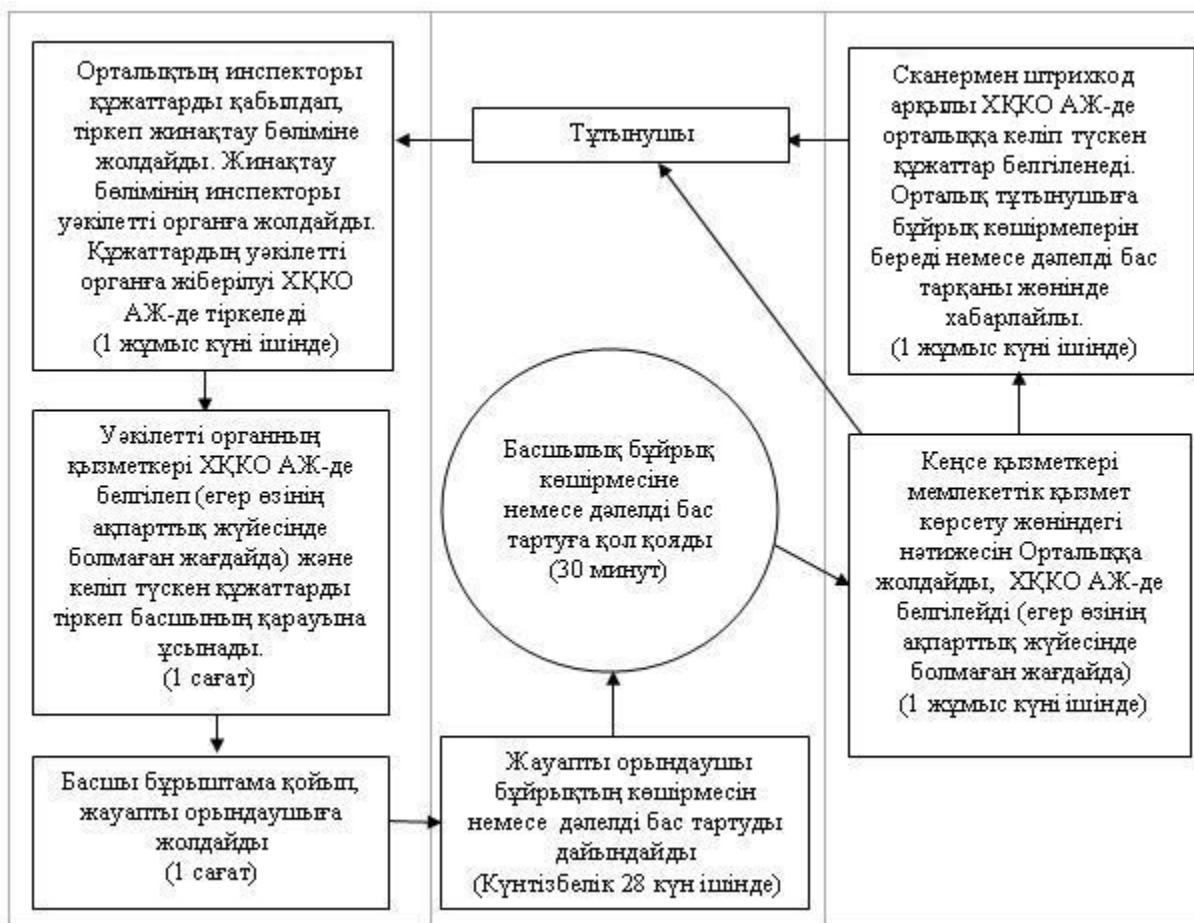 Орталықтың инспекторы
құжаттарды қабылдап,
тіркеп жинақтау бөліміне
жолдайды. Жинақтау
бөлімінің инспекторы
уәкілетті органға жолдайды.
Құжаттардың уәкілетті
органға жіберілуі ХҚКО
АЖ-де тіркеледі
(1 жұмыс күні ішінде)
Уәкілетті органның
қызметкері ХҚКО АЖ-де
белгілеп (егер өзінің
ақпарттық жүйесінде
болмаған жағдайда) және
келіп түскен құжаттарды
тіркеп басшының қарауына
ұсынады.
(1 сағат)
Басшы бұрыштама қойып,
жауапты орындаушыға
жолдайды
(1 сағат)
Тұтынушы
Басшылық бұйрық
көшірмесіне
немесе дәлелді бас
тартуға қол қояды
(30 минут)
Жауапты орындаушы
бұйрықтың көшірмесін
немесе дәлелді бас тартуды
дайындайды
(Күнтізбелік 28 күн ішінде)
Сканермен штрихкод
арқылы ХҚКО АЖ-де
орталыққа келіп түскен
құжаттар белгіленеді.
Орталық тұтынушыға
бұйрық көшірмелерін
береді немесе дәлелді бас
тарқаны жөнінде
хабарлайлы.
(1 жұмыс күні ішінде)
Кеңсе қызметкері
мемлекеттік қызмет
көрсету жөніндегі
нәтижесін Орталыққа
жолдайды, ХҚКО АЖ-де
белгілейді (егер өзінің
ақпарттық жүйесінде
болмаған жағдайда)
(1 жұмыс күні ішінде)